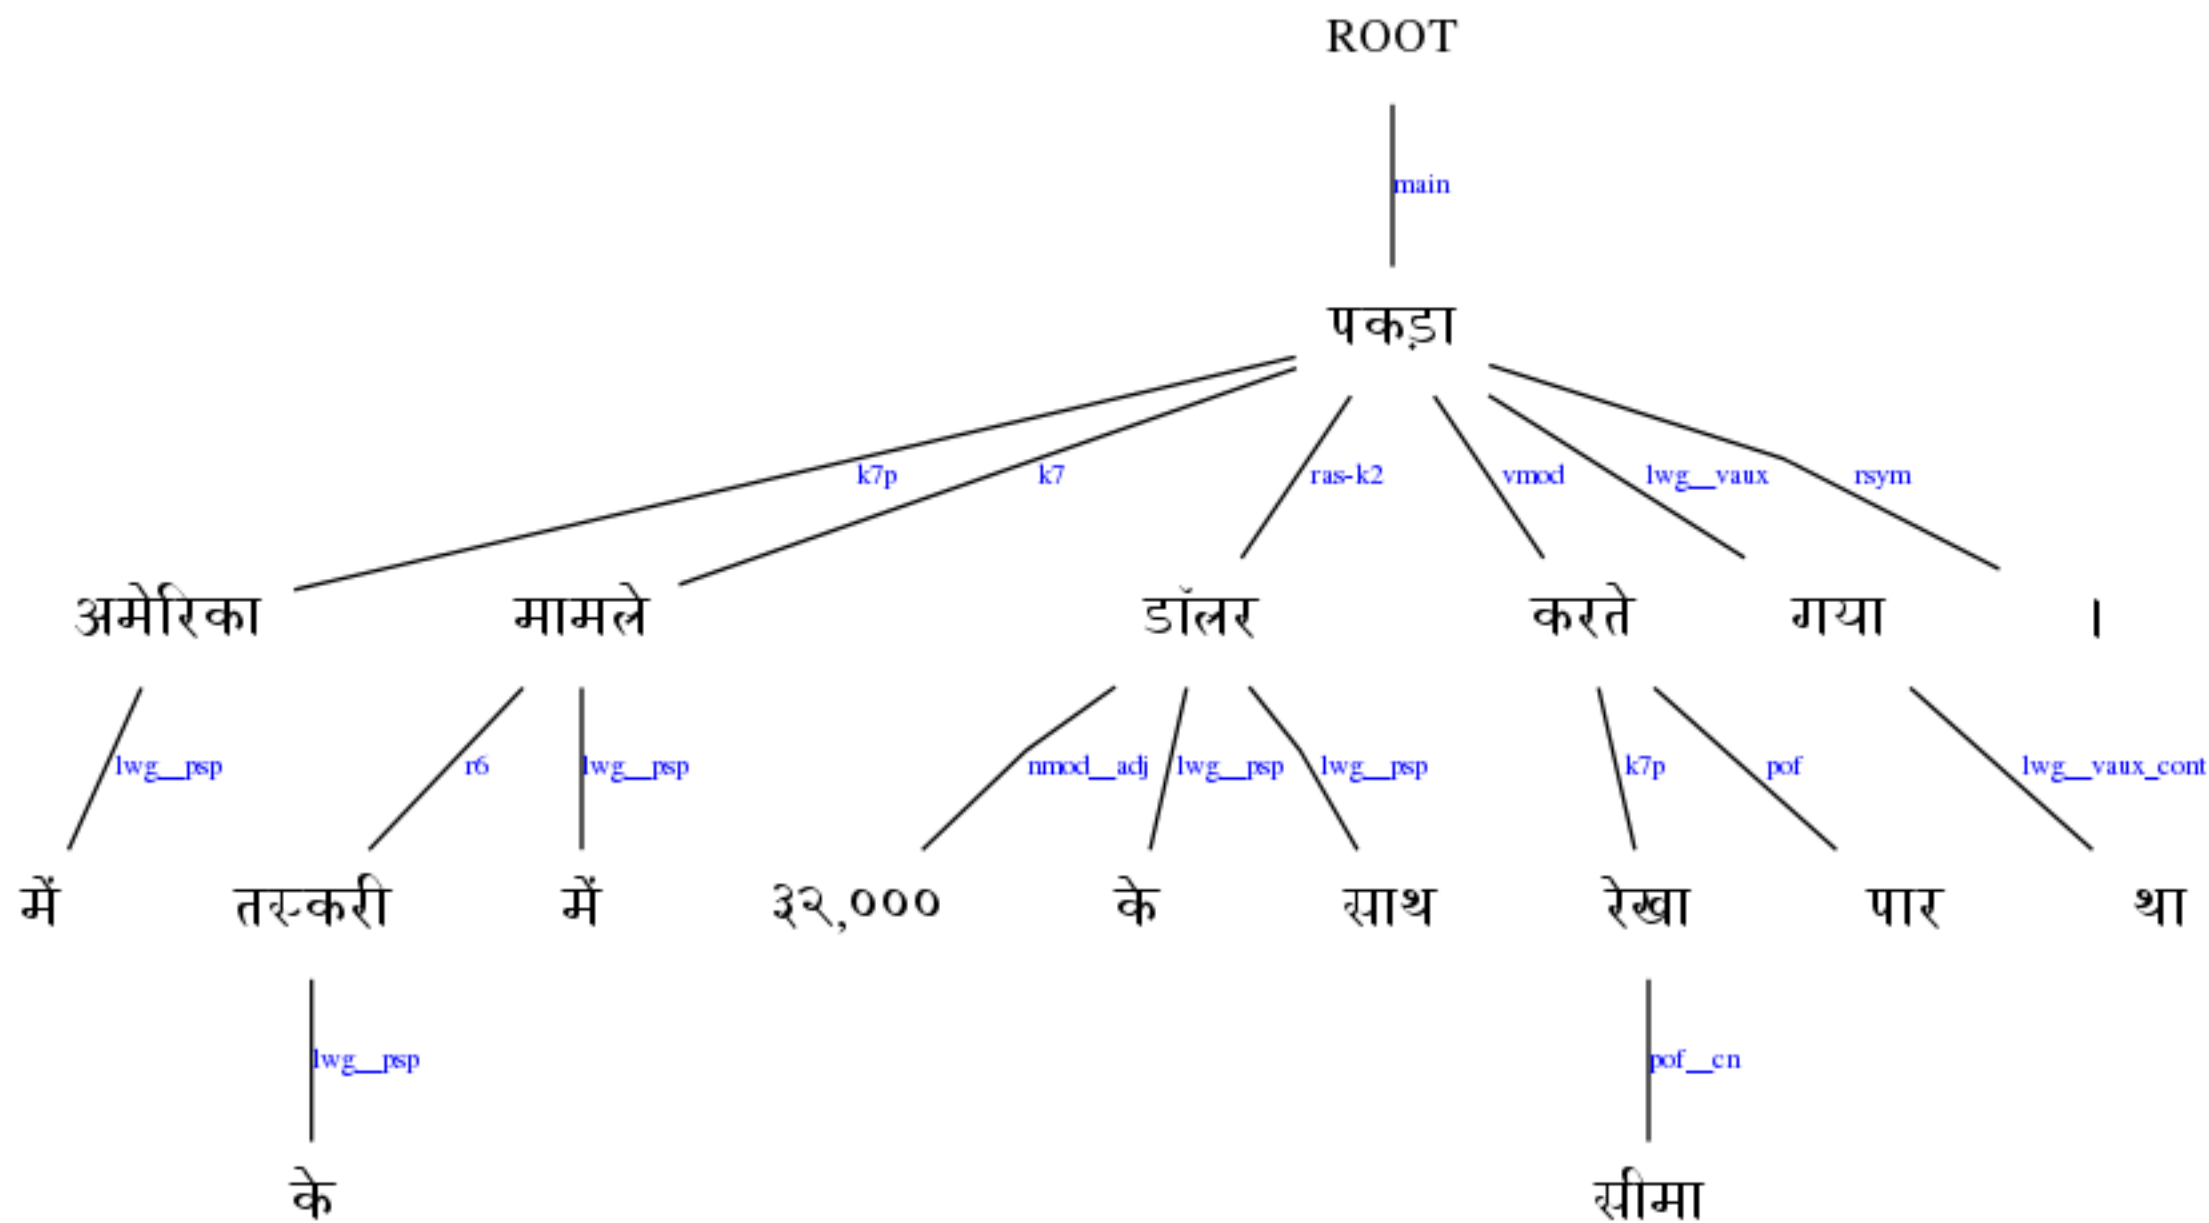 ROOT
main
पकड़ा
k7p k7 ras-k2 vmod lwg__vaux rsym
अमेरिका मामले डॉलर करते गया ।
lwg__psp r6 lwg__psp nmod__adj lwg__psp lwg__psp k7p pof lwg__vaux_cont
में तस्करी में ३२,००० के साथ रेखा पार था
lwg__psp pof__cn
के सीमा